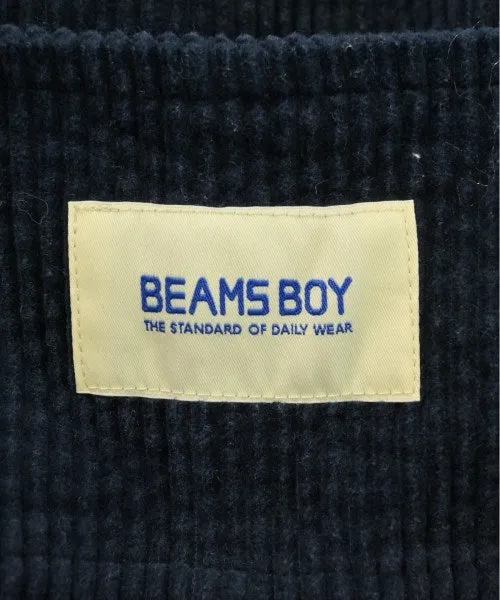 BEAMS BOY
THE STANDARD OF DAILY WEAR